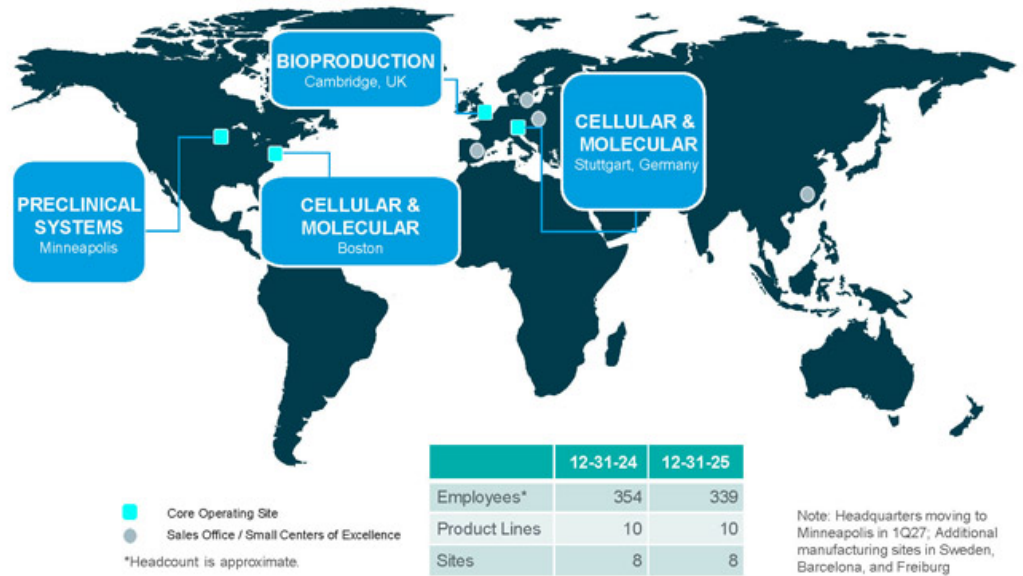 BIOPRODUCTION
Cambridge, UK
CELLULAR &
MOLECULAR
Stuttgart, Germany
PRECLINICAL
SYSTEMS
Minneapolis
CELLULAR &
MOLECULAR
Boston
12-31-24 12-31-25
Employees* 354 339
Product Lines 10 10
Sites 8 8
Core Operating Site
Sales Office / Small Centers of Excellence
*Headcount is approximate.
Note: Headquarters moving to
Minneapolis in 1Q27; Additional
manufacturing sites in Sweden,
Barcelona, and Freiburg